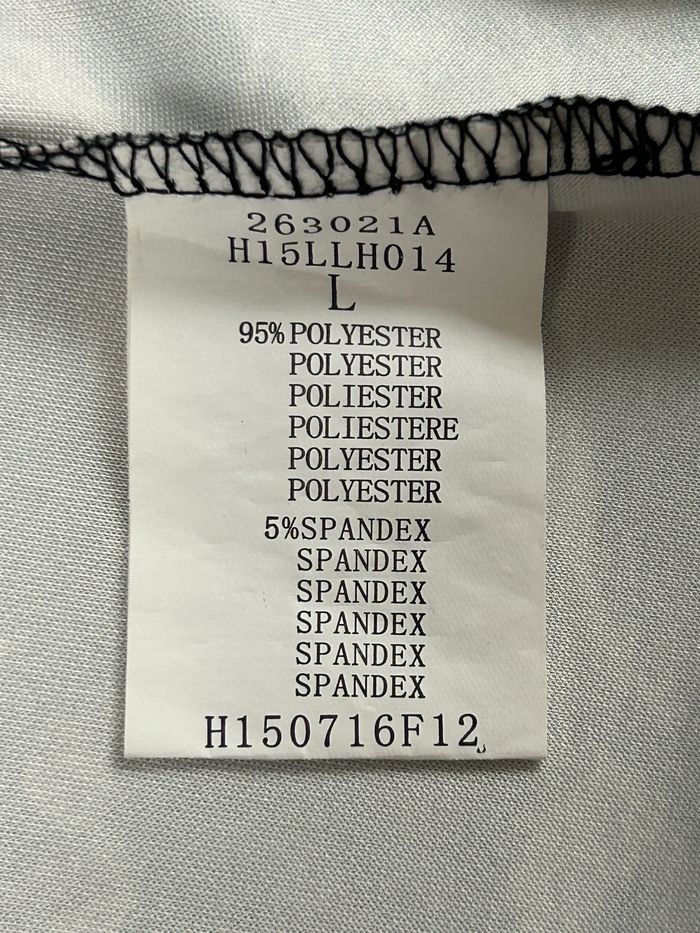 263021A
H15LLH014
L
95%POLYESTER
POLYESTER
POLIESTER
POLIESTERE
POLYESTER
POLYESTER
5%SPANDEX
SPANDEX
SPANDEX
SPANDEX
SPANDEX
SPANDEX
H150716F12